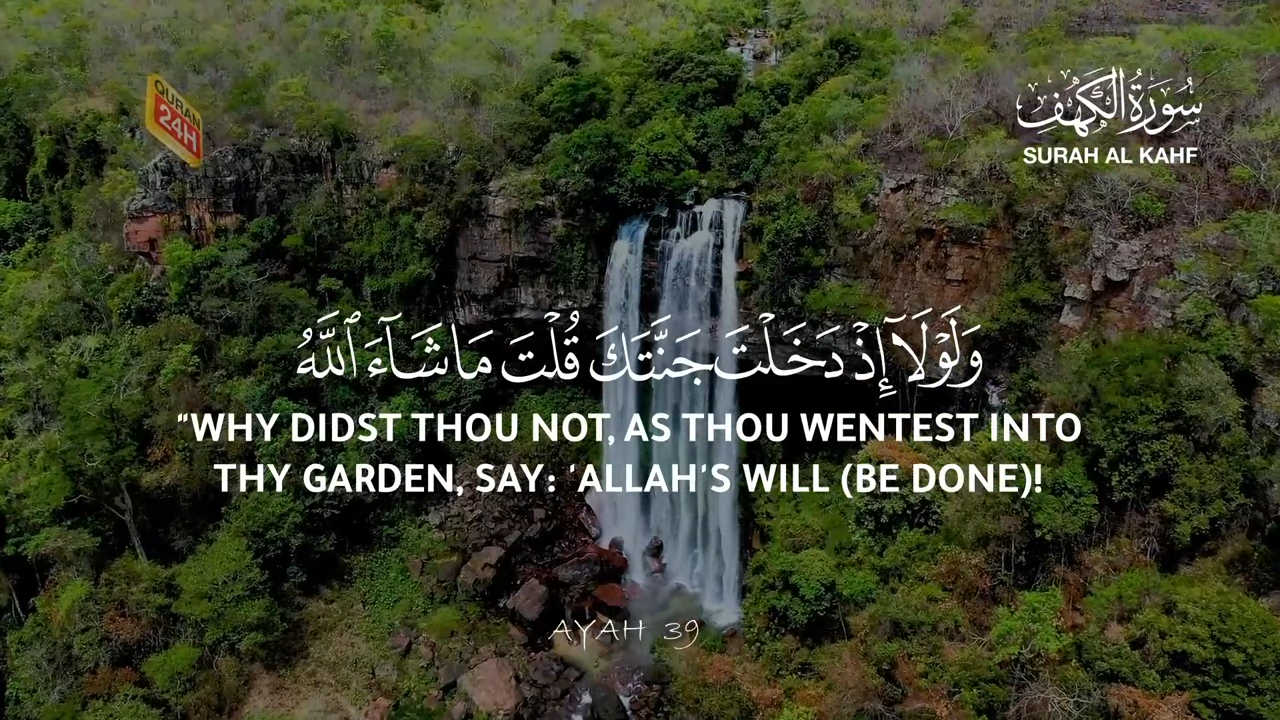 QURAN
24H
سُورَةُ الكَهْفِ
SURAH AL KAHF
وَلَوْلَآ إِذْ دَخَلْتَ جَنَّتَكَ قُلْتَ مَا شَآءَ ٱللَّهُ
“WHY DIDST THOU NOT, AS THOU WENTEST INTO
THY GARDEN, SAY: ‘ALLAH’S WILL (BE DONE)!
AYAH 39